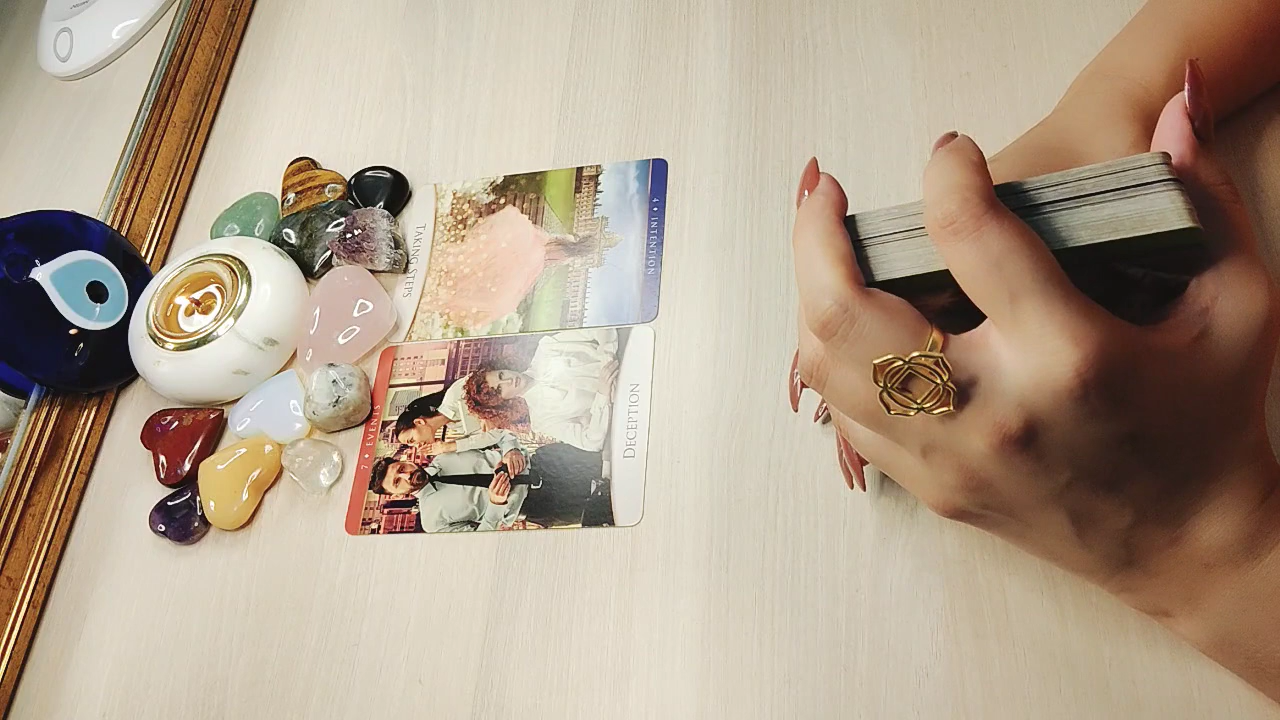 4 • INTENTION
TAKING STEPS
7 • EVENTS
DECEPTION